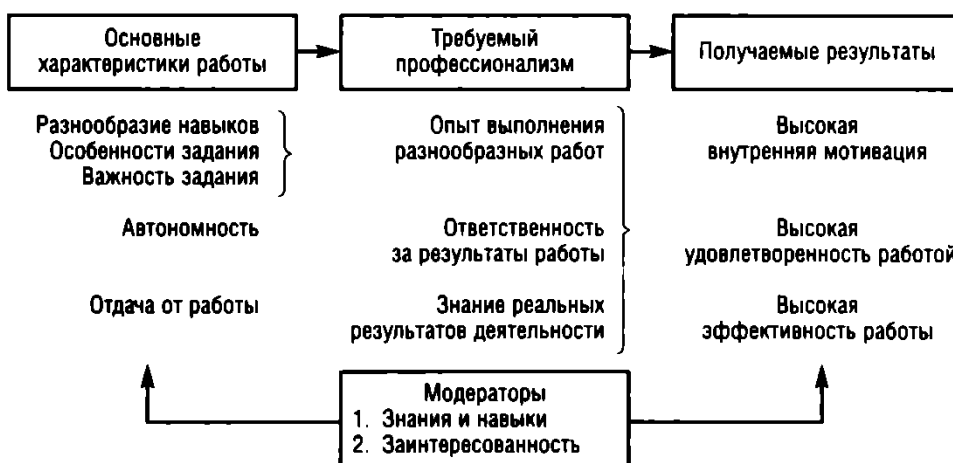 Основные
характеристики работы
Требуемый
профессионализм
Получаемые результаты
Разнообразие навыков
Особенности задания
Важность задания
Опыт выполнения
разнообразных работ
Высокая
внутренняя мотивация
Автономность
Ответственность
за результаты работы
Высокая
удовлетворенность работой
Отдача от работы
Знание реальных
результатов деятельности
Высокая
эффективность работы
Модераторы
1. Знания и навыки
2. Заинтересованность